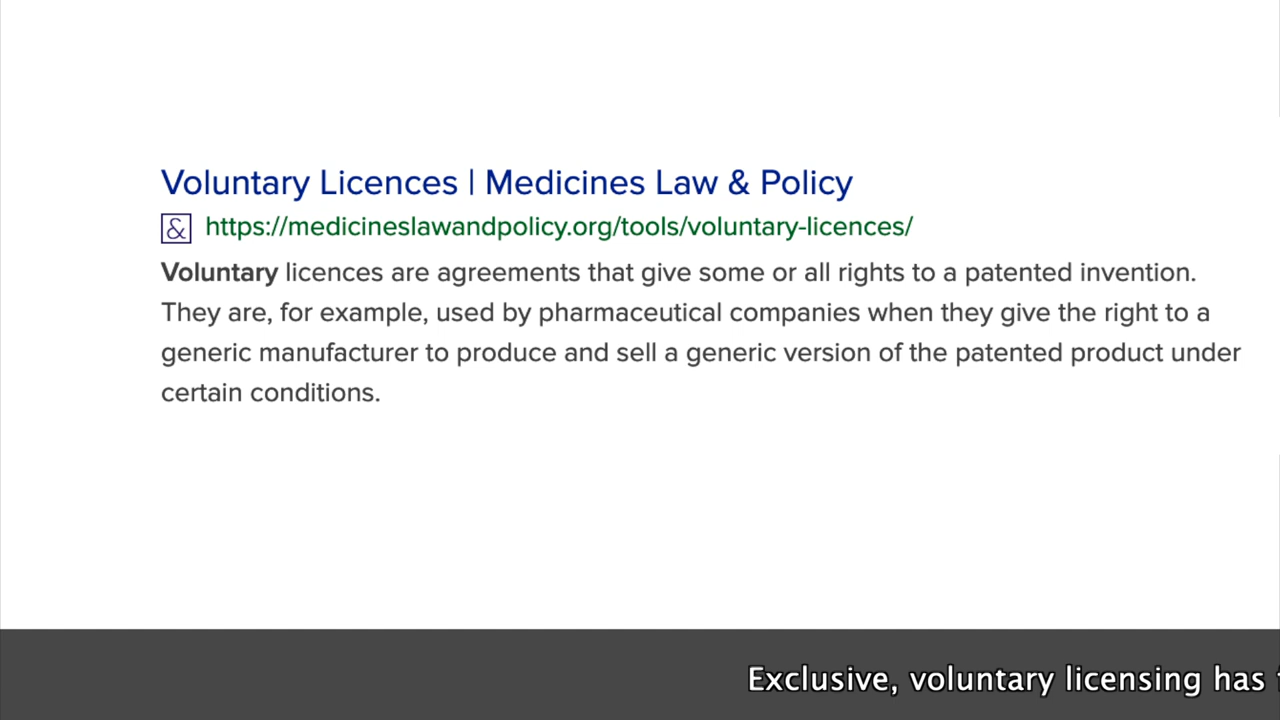 Voluntary Licences | Medicines Law & Policy
& https://medicineslawandpolicy.org/tools/voluntary-licences/
Voluntary licences are agreements that give some or all rights to a patented invention.
They are, for example, used by pharmaceutical companies when they give the right to a
generic manufacturer to produce and sell a generic version of the patented product under
certain conditions.
Exclusive, voluntary licensing has